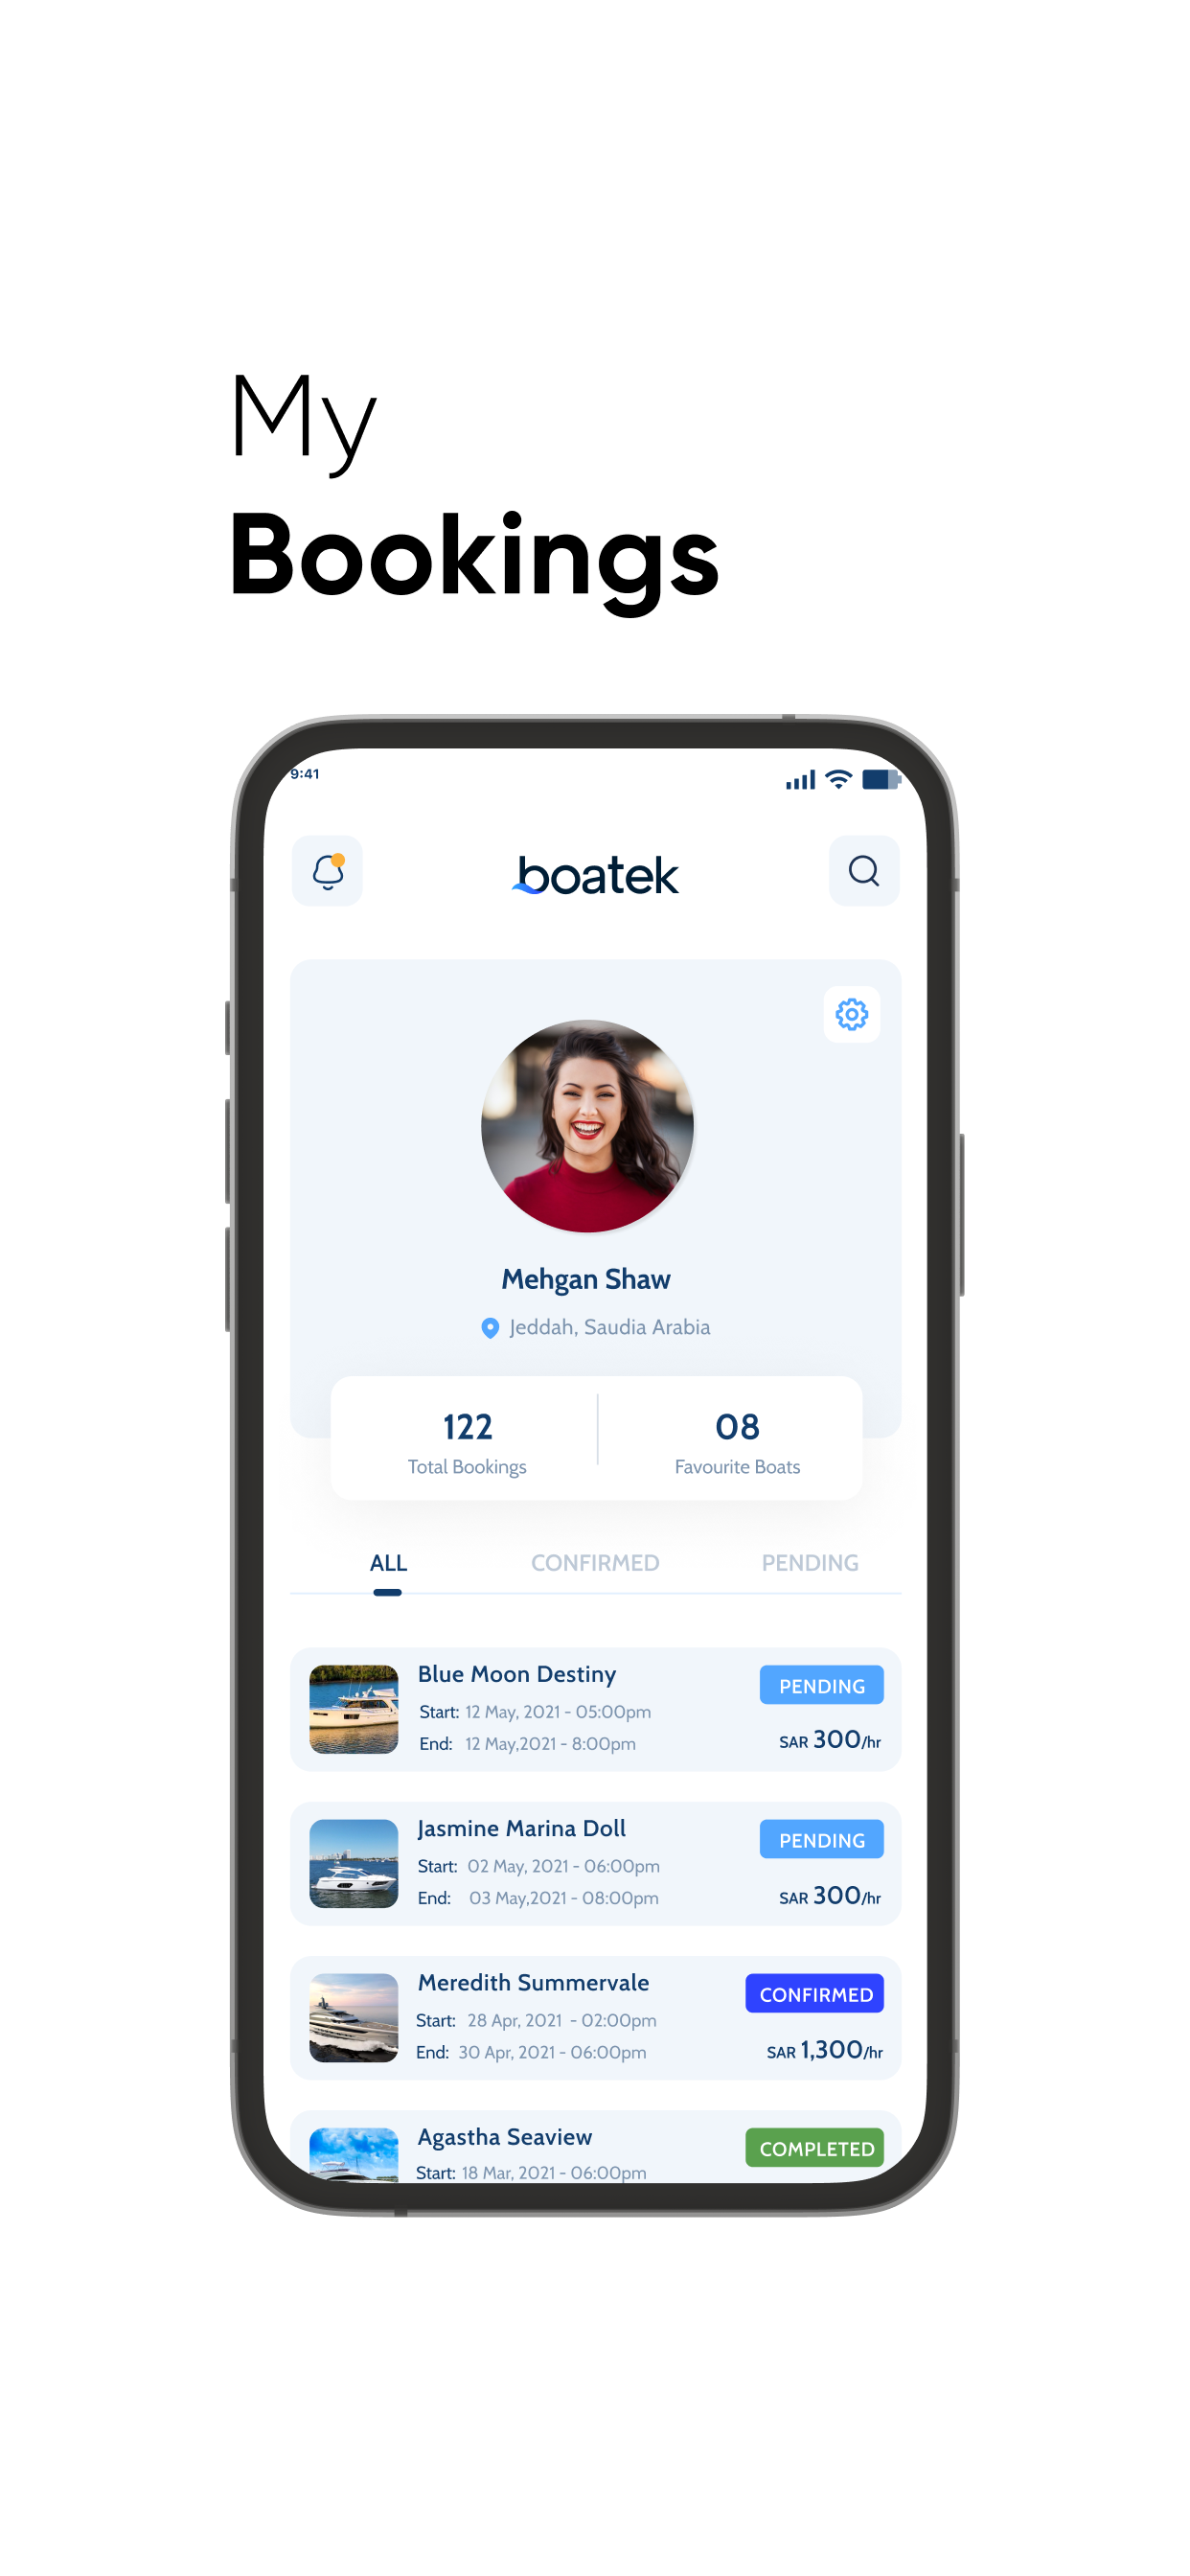 My
Bookings
9:41
boatek
Mehgan Shaw
Jeddah, Saudia Arabia
122
Total Bookings
08
Favourite Boats
ALL
CONFIRMED
PENDING
Blue Moon Destiny
PENDING
Start: 12 May, 2021 - 05:00pm
End: 12 May,2021 - 8:00pm
SAR 300/hr
Jasmine Marina Doll
PENDING
Start: 02 May, 2021 - 06:00pm
End: 03 May,2021 - 08:00pm
SAR 300/hr
Meredith Summervale
CONFIRMED
Start: 28 Apr, 2021 - 02:00pm
End: 30 Apr, 2021 - 06:00pm
SAR 1,300/hr
Agastha Seaview
COMPLETED
Start: 18 Mar, 2021 - 06:00pm